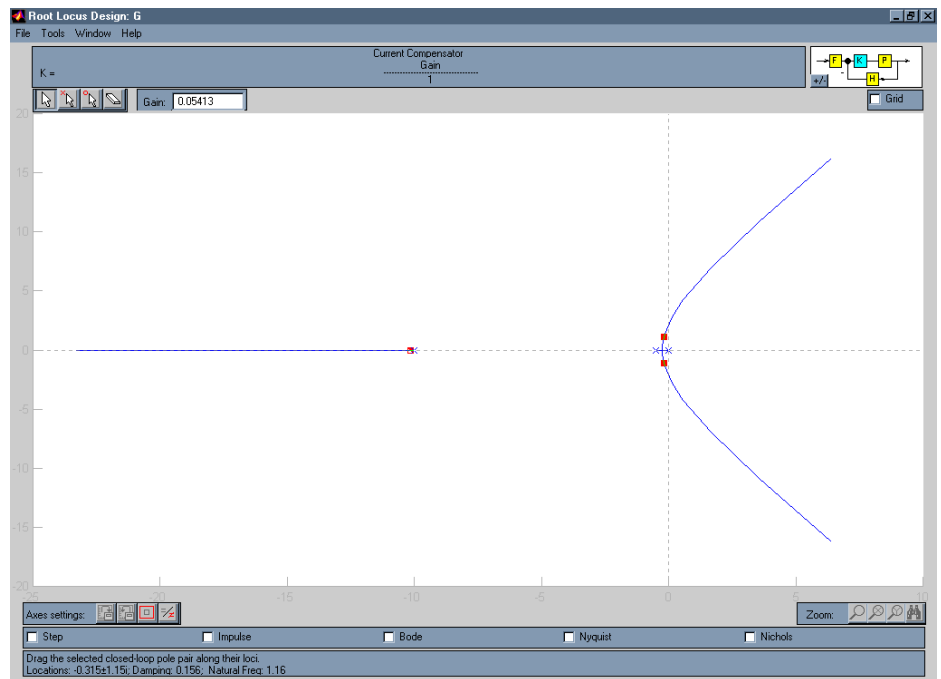 Root Locus Design: G
File Tools Window Help
Current Compensator
K =
Gain
1
F K P
+/- - H
Gain: 0.05413
Grid
20
15
10
5
0
-5
-10
-15
-20
-25 -20 -15 -10 -5 0 5 10
Axes settings:
Zoom:
Step Impulse Bode Nyquist Nichols
Drag the selected closed-loop pole pair along their loci.
Locations: -0.315±1.15i; Damping: 0.156; Natural Freq: 1.16